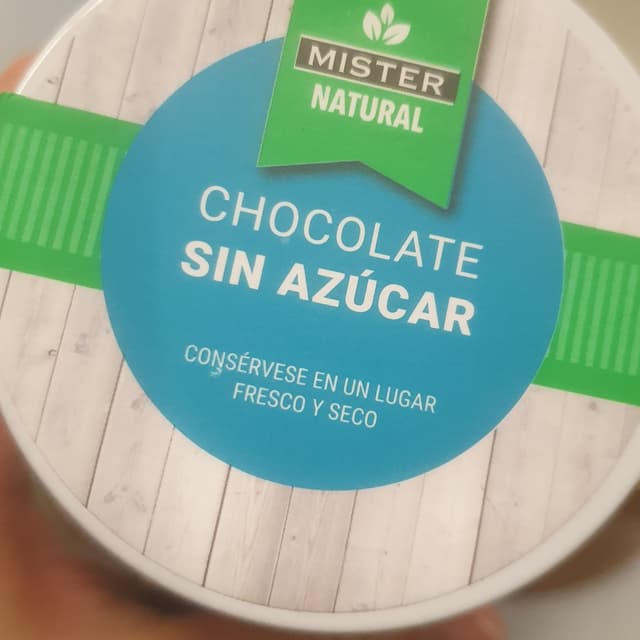 MISTER
NATURAL
CHOCOLATE
SIN AZÚCAR
CONSÉRVESE EN UN LUGAR
FRESCO Y SECO